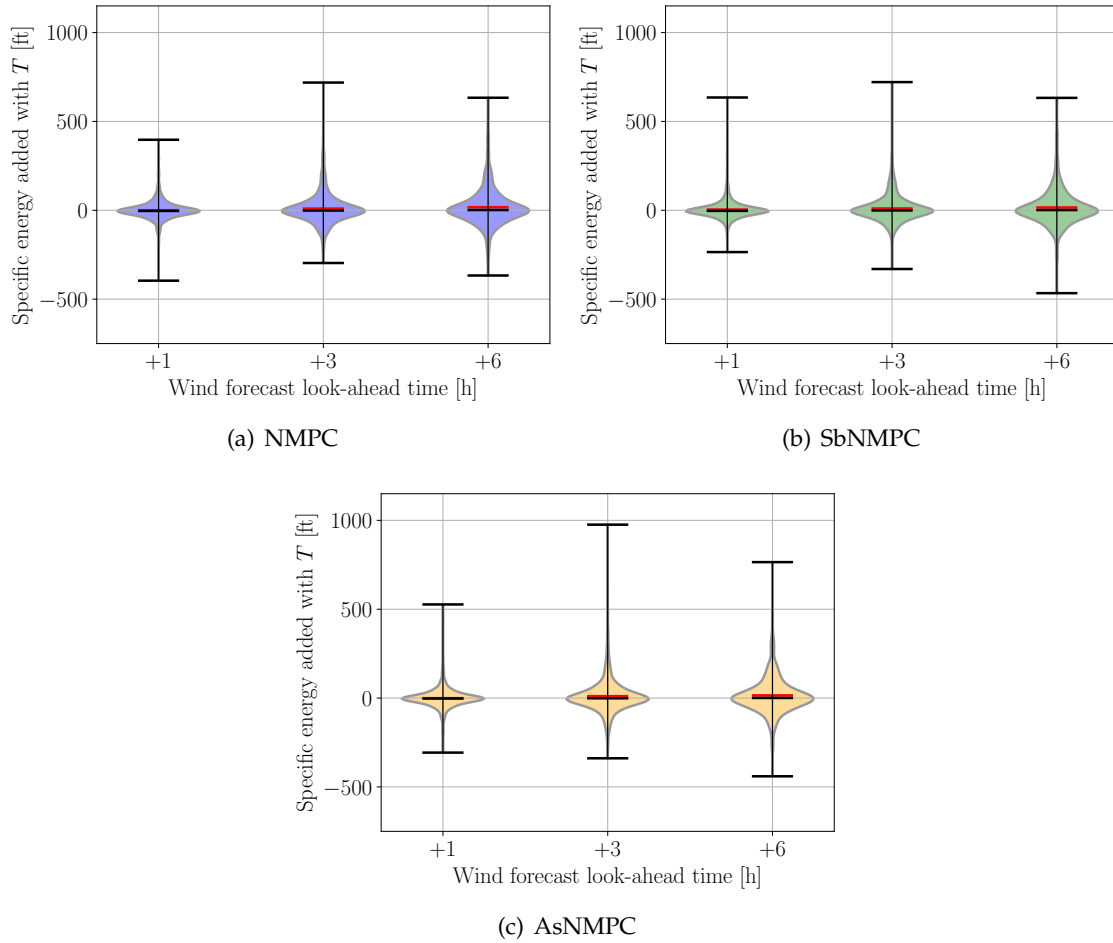 1000
500
0
−500
Specific energy added with T [ft]
+1 +3 +6
Wind forecast look-ahead time [h]
(a) NMPC
1000
500
0
−500
Specific energy added with T [ft]
+1 +3 +6
Wind forecast look-ahead time [h]
(b) SbNMPC
1000
500
0
−500
Specific energy added with T [ft]
+1 +3 +6
Wind forecast look-ahead time [h]
(c) AsNMPC